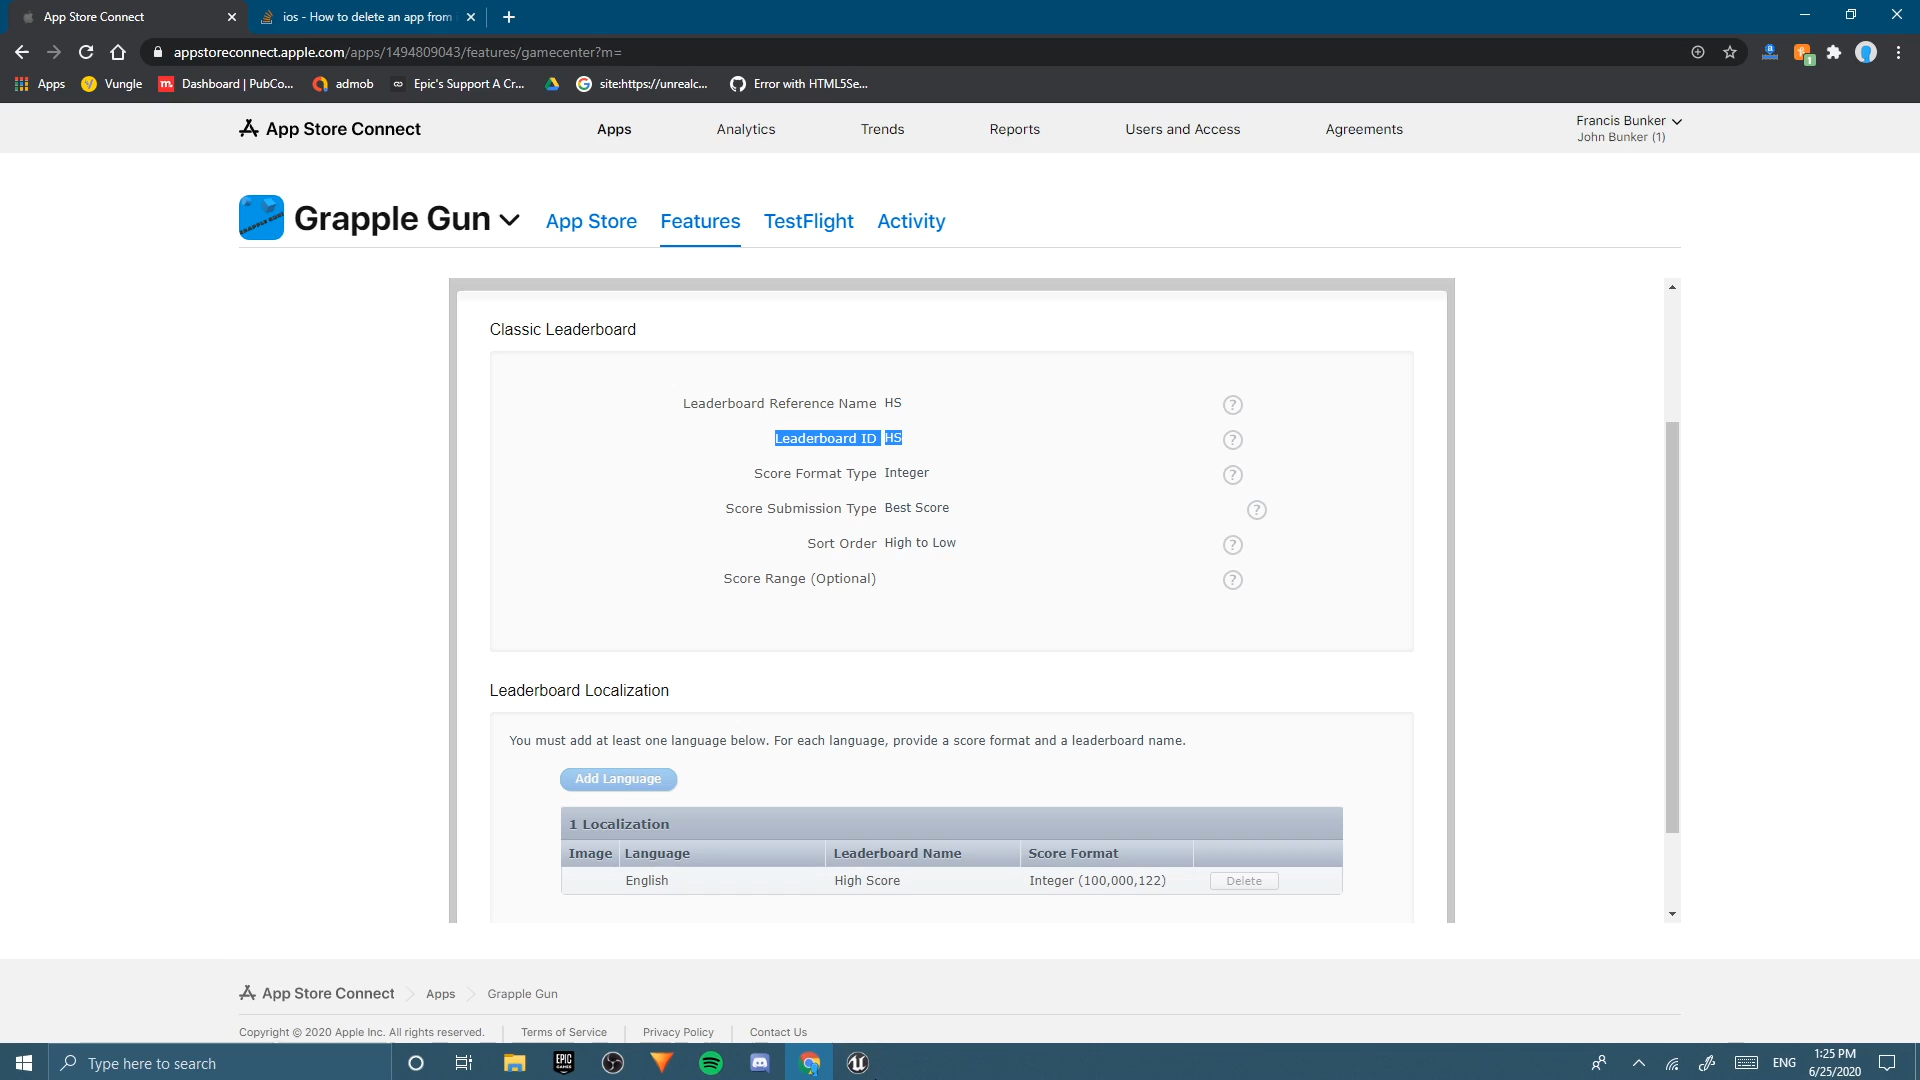 App Store Connect
ios - How to delete an app from
appstoreconnect.apple.com/apps/1494809043/features/gamecenter?m=
1
Apps
Vungle
Dashboard | PubCo...
admob
Epic's Support A Cr...
site:https://unrealc...
Error with HTML5Se...
App Store Connect
Apps
Analytics
Trends
Reports
Users and Access
Agreements
Francis Bunker
John Bunker (1)
Grapple Gun
App Store
Features
TestFlight
Activity
Classic Leaderboard
Leaderboard Reference Name HS ?
Leaderboard ID HS ?
Score Format Type Integer ?
Score Submission Type Best Score ?
Sort Order High to Low ?
Score Range (Optional) ?
Leaderboard Localization
You must add at least one language below. For each language, provide a score format and a leaderboard name.
Add Language
1 Localization
Image Language Leaderboard Name Score Format
English High Score Integer (100,000,122) Delete
App Store Connect
Apps
Grapple Gun
Copyright © 2020 Apple Inc. All rights reserved.
Terms of Service
Privacy Policy
Contact Us
Type here to search
EPIC GAMES
ENG
1:25 PM
6/25/2020